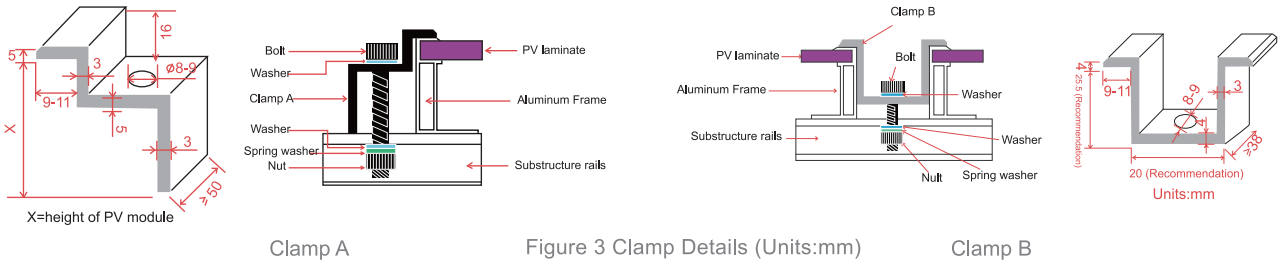 16
5
3
ø8-9
9-11
5
X
3
≥50
X=height of PV module
Bolt
Washer
Clamp A
Washer
Spring washer
Nut
PV laminate
Aluminum Frame
Substructure rails
Clamp A
Figure 3 Clamp Details (Units:mm)
Clamp B
PV laminate
Bolt
Aluminum Frame
Washer
Substructure rails
Washer
Spring washer
Nult
Clamp B
4
9-11
25.5 (Recommendation)
8-9
3
4
≥38
20 (Recommendation)
Units:mm